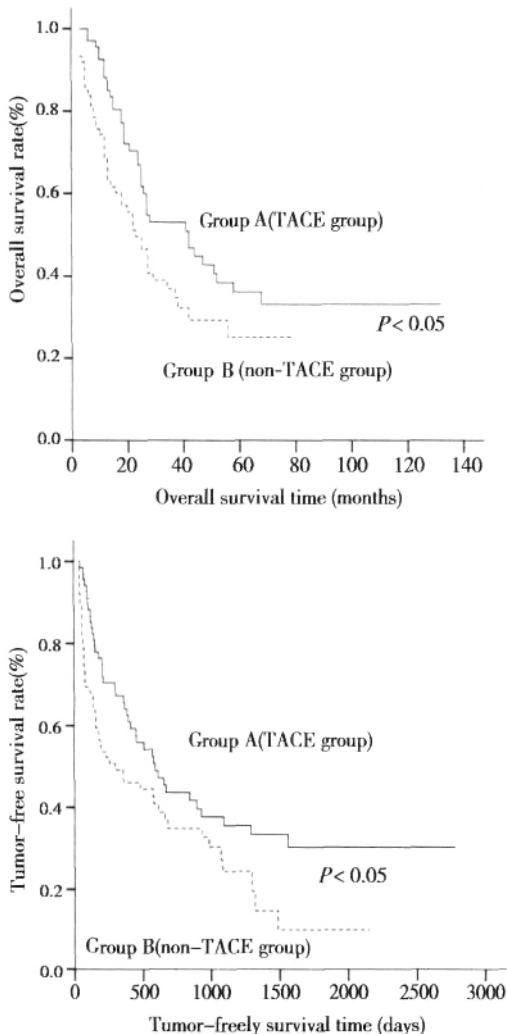 1.0
0.8
0.6
0.4
0.2
0.0
Overall survival rate(%)
Group A(TACE group)
P< 0.05
Group B (non-TACE group)
0 20 40 60 80 100 120 140
Overall survival time (months)
1.0
0.8
0.6
0.4
0.2
0.0
Tumor-free survival rate(%)
Group A(TACE group)
P< 0.05
Group B(non-TACE group)
0 500 1000 1500 2000 2500 3000
Tumor-freely survival time (days)